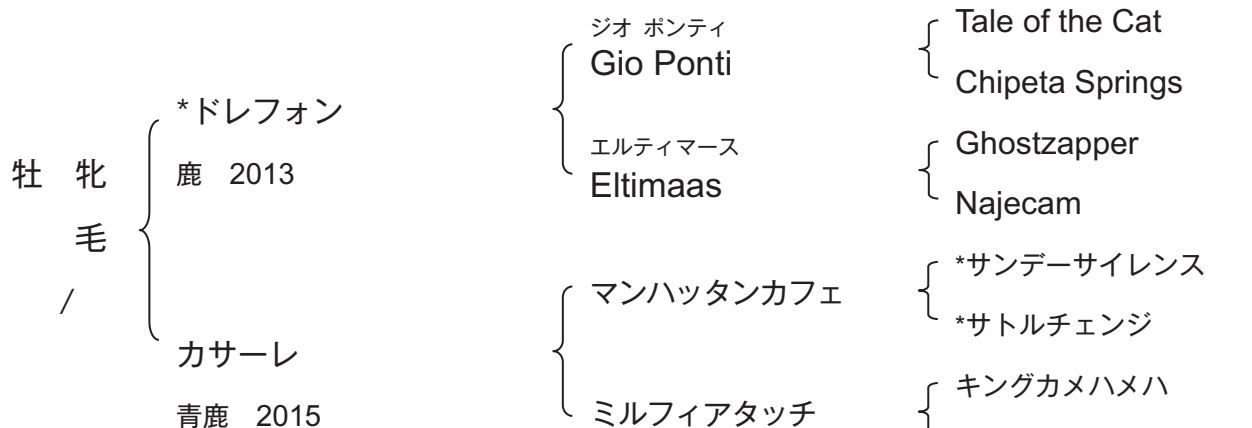 牡 牝
毛
/
*ドレフォン
鹿 2013
カサーレ
青鹿 2015
ジオ ポンティ
Gio Ponti
エルティマース
Eltimaas
マンハッタンカフェ
ミルフィアタッチ
Tale of the Cat
Chipeta Springs
Ghostzapper
Najecam
*サンデーサイレンス
*サトルチェンジ
キングカメハメハ